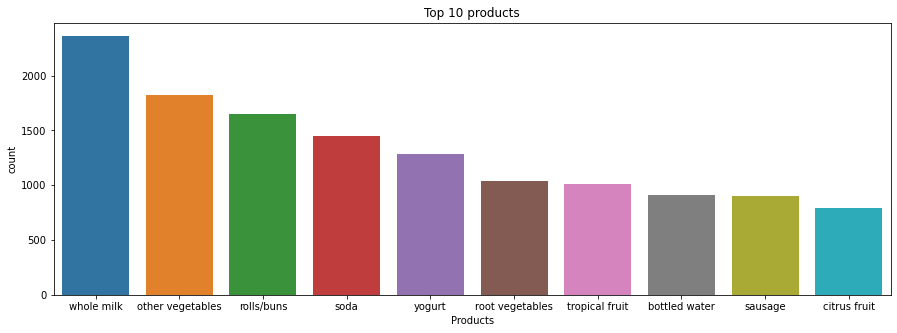 Top 10 products
count
2000
1500
1000
500
0
whole milk other vegetables rolls/buns soda yogurt root vegetables tropical fruit bottled water sausage citrus fruit
Products